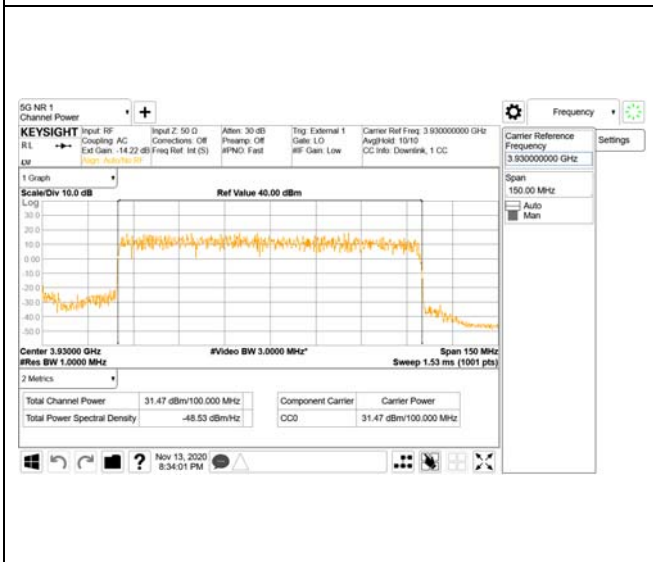 5G NR 1
Channel Power
Frequency
KEYSIGHT
RL
Input: RF
Coupling: AC
Ext Gain: -14.22 dB
Align: Auto/No RF
Input Z: 50 Ω
Corrections: Off
Freq Ref: Int (S)
Atten: 30 dB
Preamp: Off
#PNO: Fast
Trig: External 1
Gate: LO
#IF Gain: Low
Carrier Ref Freq: 3.930000000 GHz
Avg|Hold: 10/10
CC Info: Downlink, 1 CC
Carrier Reference
Frequency
3.930000000 GHz
Settings
Span
150.00 MHz
Auto
Man
1 Graph
Scale/Div 10.0 dB
Ref Value 40.00 dBm
Log
30.0
20.0
10.0
0.00
-10.0
-20.0
-30.0
-40.0
-50.0
Center 3.93000 GHz
#Video BW 3.0000 MHz*
Span 150 MHz
#Res BW 1.0000 MHz
Sweep 1.53 ms (1001 pts)
2 Metrics
Total Channel Power 31.47 dBm/100.000 MHz
Total Power Spectral Density -48.53 dBm/Hz
Component Carrier Carrier Power
CC0 31.47 dBm/100.000 MHz
?
Nov 13, 2020
8:34:01 PM